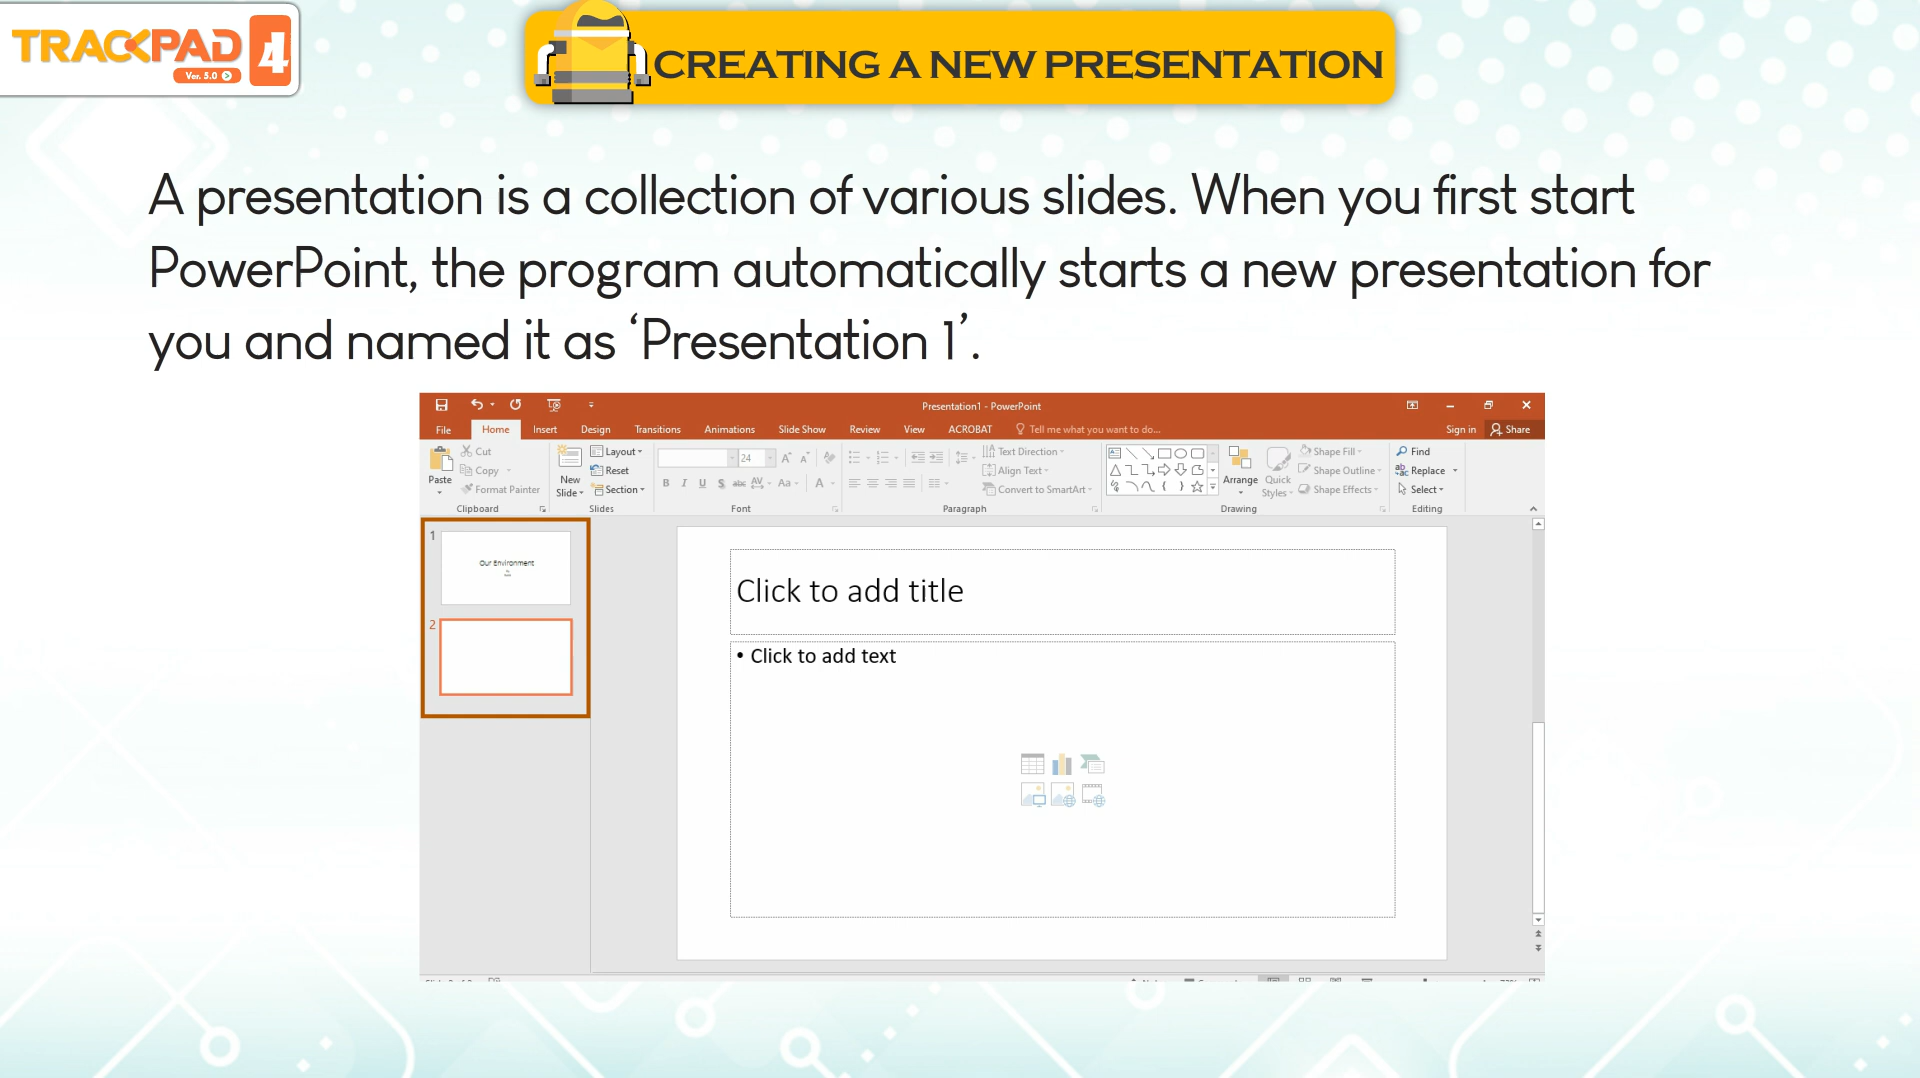 TRACKPAD 4
Ver. 5.0
CREATING A NEW PRESENTATION
A presentation is a collection of various slides. When you first start
PowerPoint, the program automatically starts a new presentation for
you and named it as ‘Presentation 1’.
Presentation1 - PowerPoint
File Home Insert Design Transitions Animations Slide Show Review View ACROBAT Tell me what you want to do... Sign in Share
Paste
Cut
Copy
Format Painter
Clipboard
New
Slide
Layout
Reset
Section
Slides
24
B I U S abc AV Aa A
Font
Text Direction
Align Text
Convert to SmartArt
Paragraph
Arrange
Quick
Styles
Shape Fill
Shape Outline
Shape Effects
Drawing
Find
Replace
Select
Editing
1
Our Environment
2
Click to add title
• Click to add text